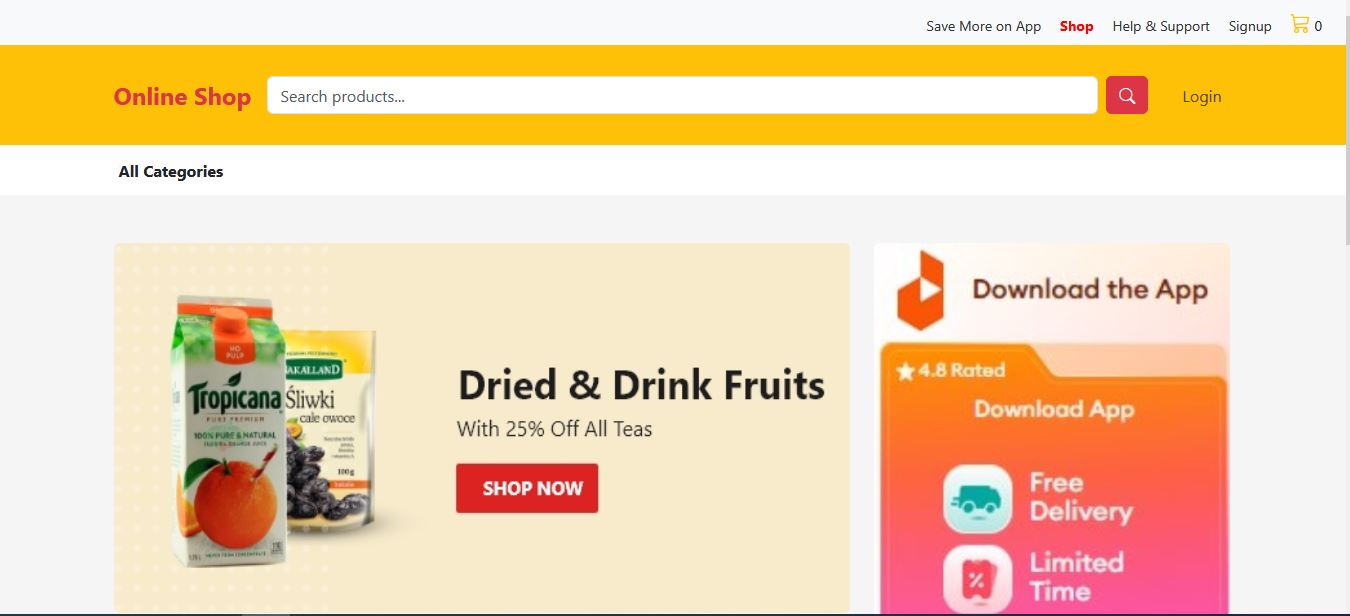 Save More on App Shop Help & Support Signup 0
Online Shop Search products... Login
All Categories
Download the App
4.8 Rated
Download App
Free
Delivery
Limited
Time
Dried & Drink Fruits
With 25% Off All Teas
SHOP NOW
NO
PULP
Tropicana
PURE PREMIUM
100% PURE & NATURAL
BAKALLAND
Śliwki
całe owoce
100g